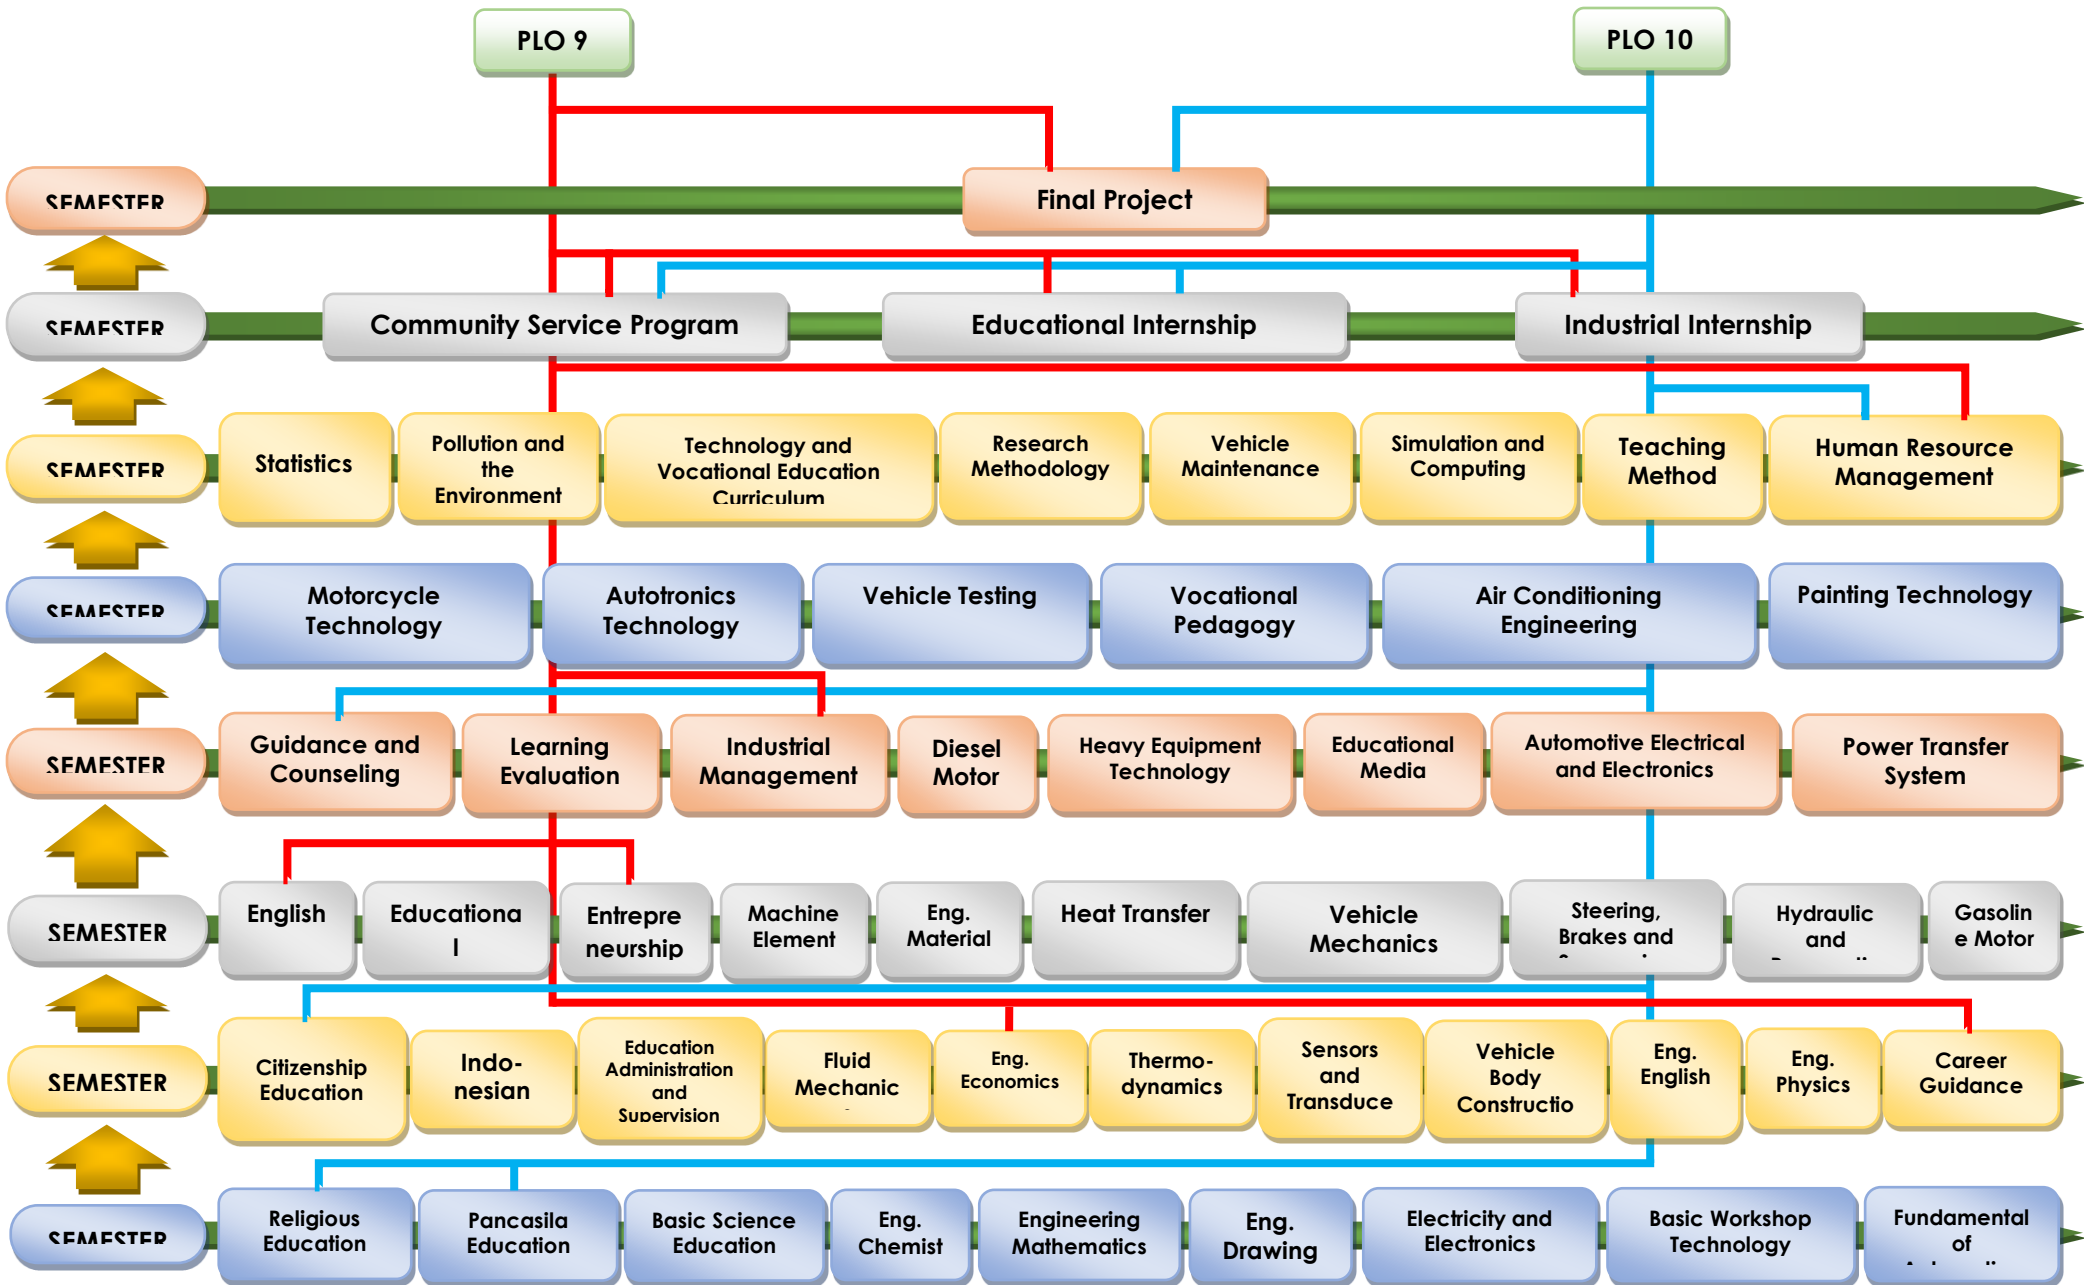 PLO 9
PLO 10
SEMESTER
Final Project
SEMESTER
Community Service Program
Educational Internship
Industrial Internship
SEMESTER
Statistics
Pollution and
the
Environment
Technology and
Vocational Education
Curriculum
Research
Methodology
Vehicle
Maintenance
Simulation and
Computing
Teaching
Method
Human Resource
Management
SEMESTER
Motorcycle
Technology
Autotronics
Technology
Vehicle Testing
Vocational
Pedagogy
Air Conditioning
Engineering
Painting Technology
SEMESTER
Guidance and
Counseling
Learning
Evaluation
Industrial
Management
Diesel
Motor
Heavy Equipment
Technology
Educational
Media
Automotive Electrical
and Electronics
Power Transfer
System
SEMESTER
English
Educationa
l
Entrepre
neurship
Machine
Element
Eng.
Material
Heat Transfer
Vehicle
Mechanics
Steering,
Brakes and
Hydraulic
and
Gasolin
e Motor
SEMESTER
Citizenship
Education
Indo-
nesian
Education
Administration
and
Supervision
Fluid
Mechanic
Eng.
Economics
Thermo-
dynamics
Sensors
and
Transduce
Vehicle
Body
Constructio
Eng.
English
Eng.
Physics
Career
Guidance
SEMESTER
Religious
Education
Pancasila
Education
Basic Science
Education
Eng.
Chemist
Engineering
Mathematics
Eng.
Drawing
Electricity and
Electronics
Basic Workshop
Technology
Fundamental
of